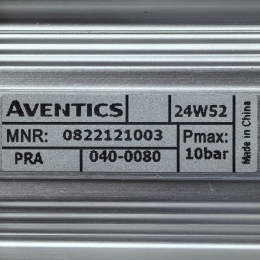 AVENTICS 24W52
MNR: 0822121003 Pmax:
PRA 040-0080 10bar
Made in China